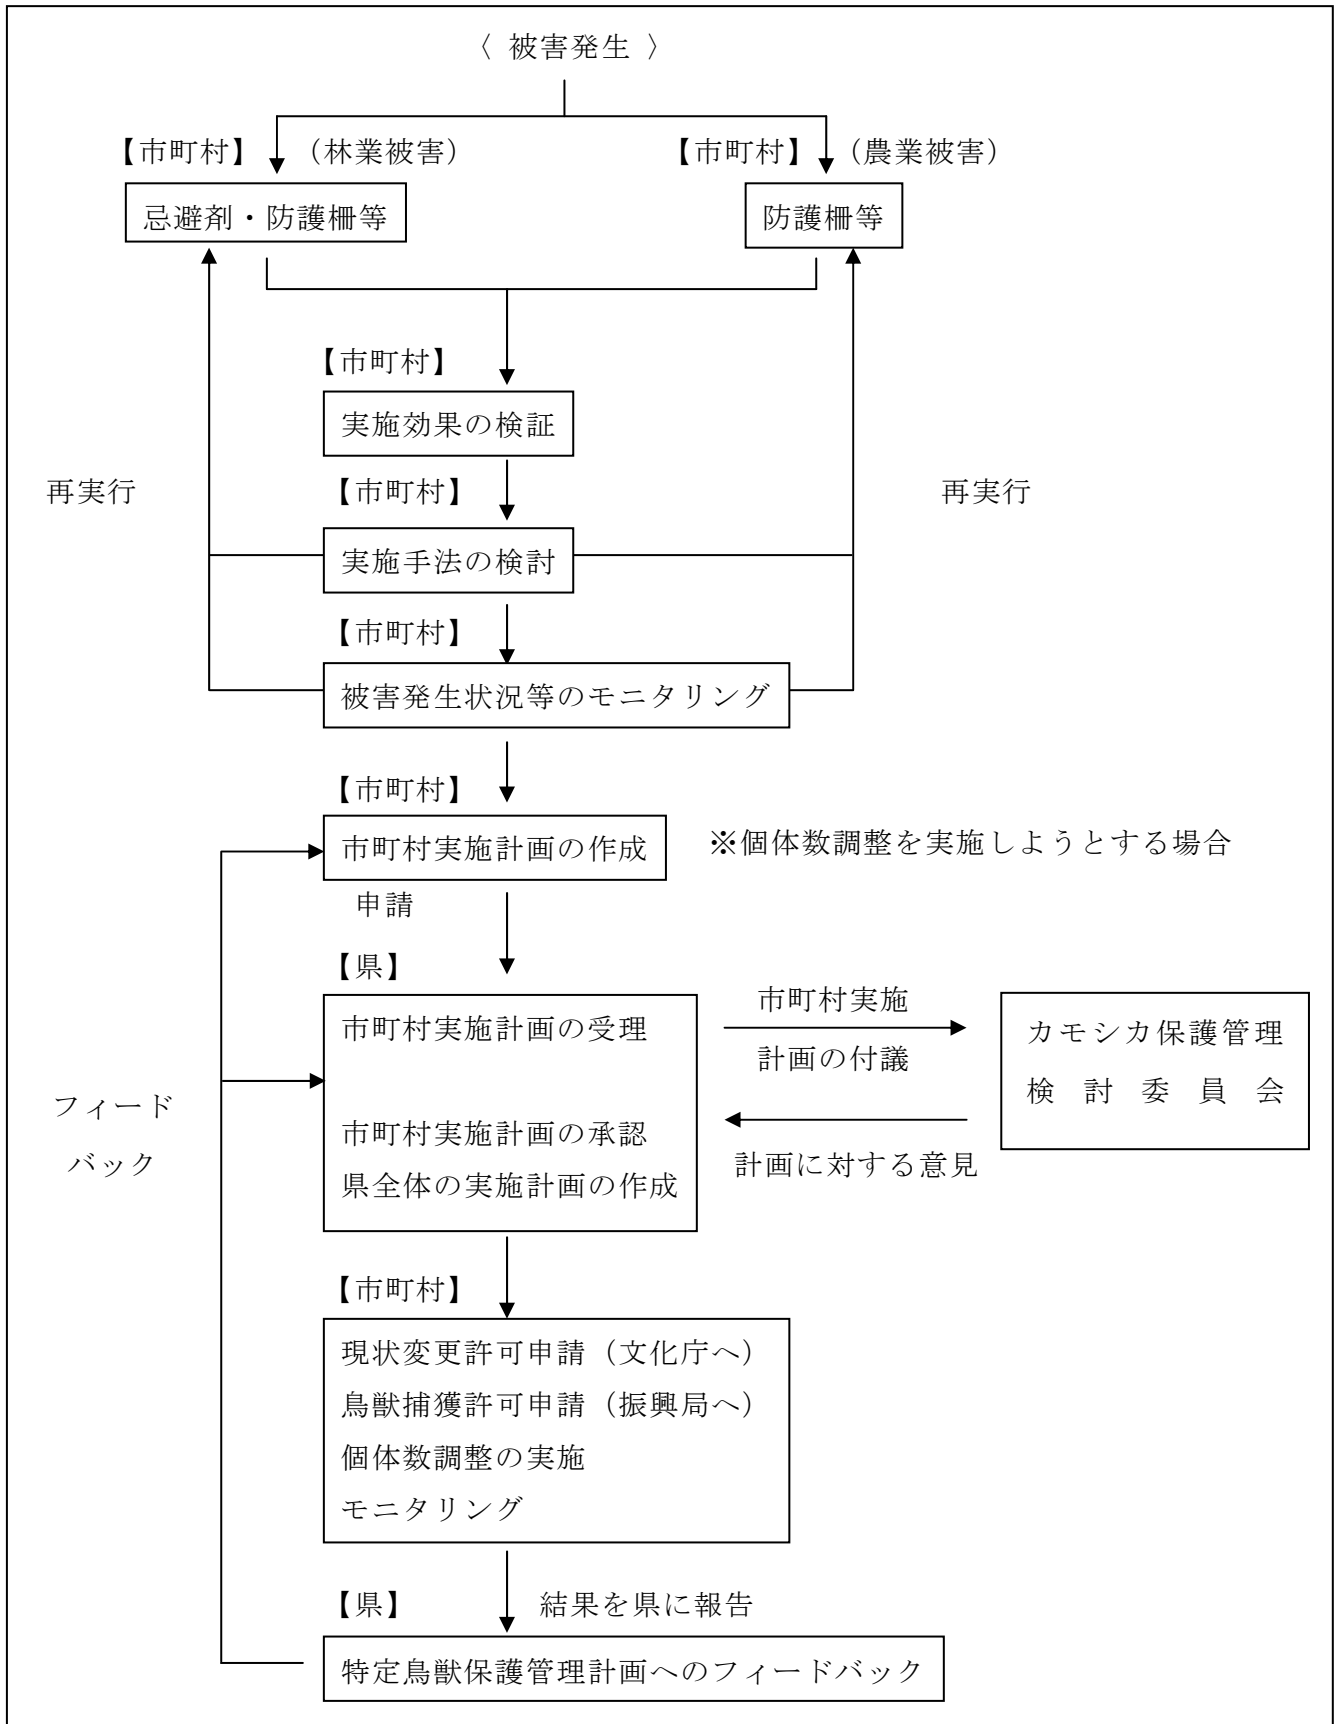 〈 被害発生 〉
【市町村】 （林業被害）
【市町村】 （農業被害）
忌避剤・防護柵等
防護柵等
【市町村】
実施効果の検証
再実行
【市町村】
再実行
実施手法の検討
【市町村】
被害発生状況等のモニタリング
【市町村】
市町村実施計画の作成
※個体数調整を実施しようとする場合
申請
【県】
市町村実施計画の受理
市町村実施計画の承認
県全体の実施計画の作成
市町村実施
計画の付議
カモシカ保護管理
検討委員会
計画に対する意見
フィード
バック
【市町村】
現状変更許可申請（文化庁へ）
鳥獣捕獲許可申請（振興局へ）
個体数調整の実施
モニタリング
【県】
結果を県に報告
特定鳥獣保護管理計画へのフィードバック